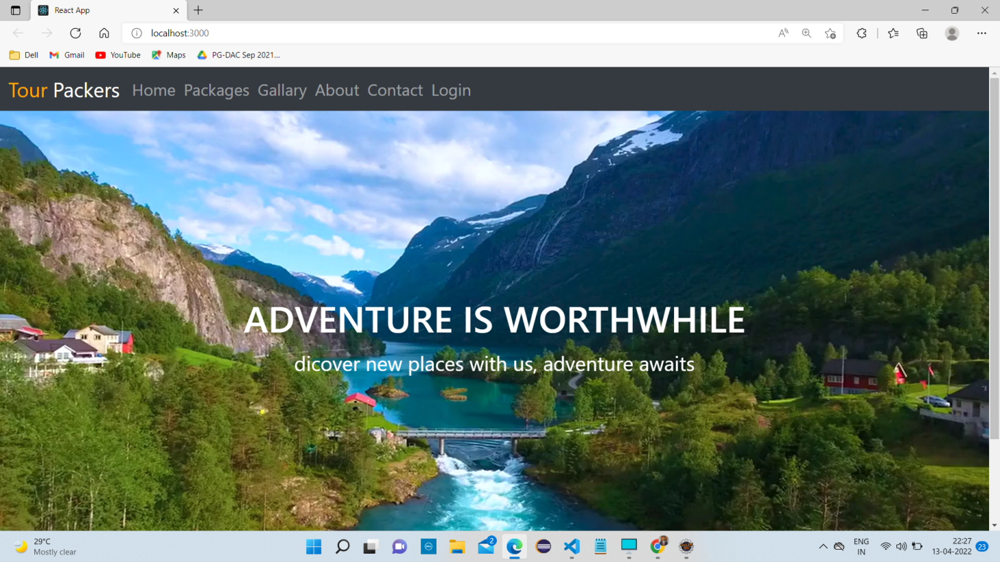 React App
localhost:3000
Dell Gmail YouTube Maps PG-DAC Sep 2021...
Tour Packers Home Packages Gallary About Contact Login
ADVENTURE IS WORTHWHILE
dicover new places with us, adventure awaits
29°C
Mostly clear
2
ENG
IN
22:27
13-04-2022
23